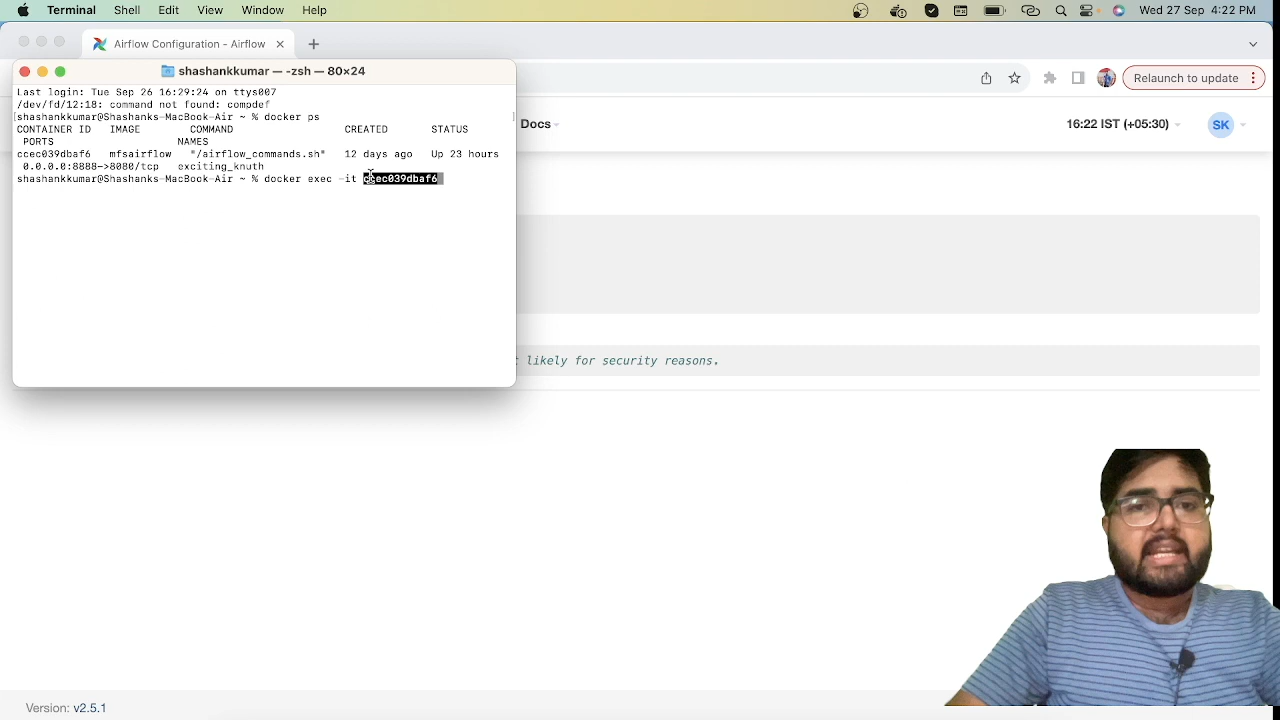 Terminal Shell Edit View Window Help Wed 27 Sep 4:22 PM
Airflow Configuration - Airflow
shashankkumar — -zsh — 80×24
Relaunch to update
Last login: Tue Sep 26 16:29:24 on ttys007
/dev/fd/12:18: command not found: compdef
[shashankkumar@Shashanks-MacBook-Air ~ % docker ps ]
CONTAINER ID IMAGE COMMAND CREATED STATUS
PORTS NAMES
ccec039dbaf6 mfsairflow "/airflow_commands.sh" 12 days ago Up 23 hours
0.0.0.0:8888->8080/tcp exciting_knuth
shashankkumar@Shashanks-MacBook-Air ~ % docker exec -it ccec039dbaf6
Docs 16:22 IST (+05:30) SK
likely for security reasons.
Version: v2.5.1